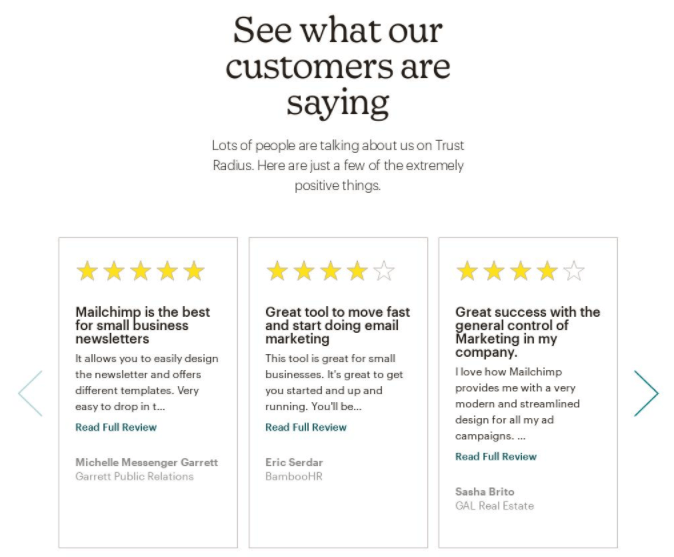 See what our
customers are
saying
Lots of people are talking about us on Trust
Radius. Here are just a few of the extremely
positive things.
Mailchimp is the best
for small business
newsletters
It allows you to easily design
the newsletter and offers
different templates. Very
easy to drop in t...
Read Full Review
Michelle Messenger Garrett
Garrett Public Relations
Great tool to move fast
and start doing email
marketing
This tool is great for small
businesses. It's great to get
you started and up and
running. You'll be...
Read Full Review
Eric Serdar
BambooHR
Great success with the
general control of
Marketing in my
company.
I love how Mailchimp
provides me with a very
modern and streamlined
design for all my ad
campaigns. ...
Read Full Review
Sasha Brito
GAL Real Estate